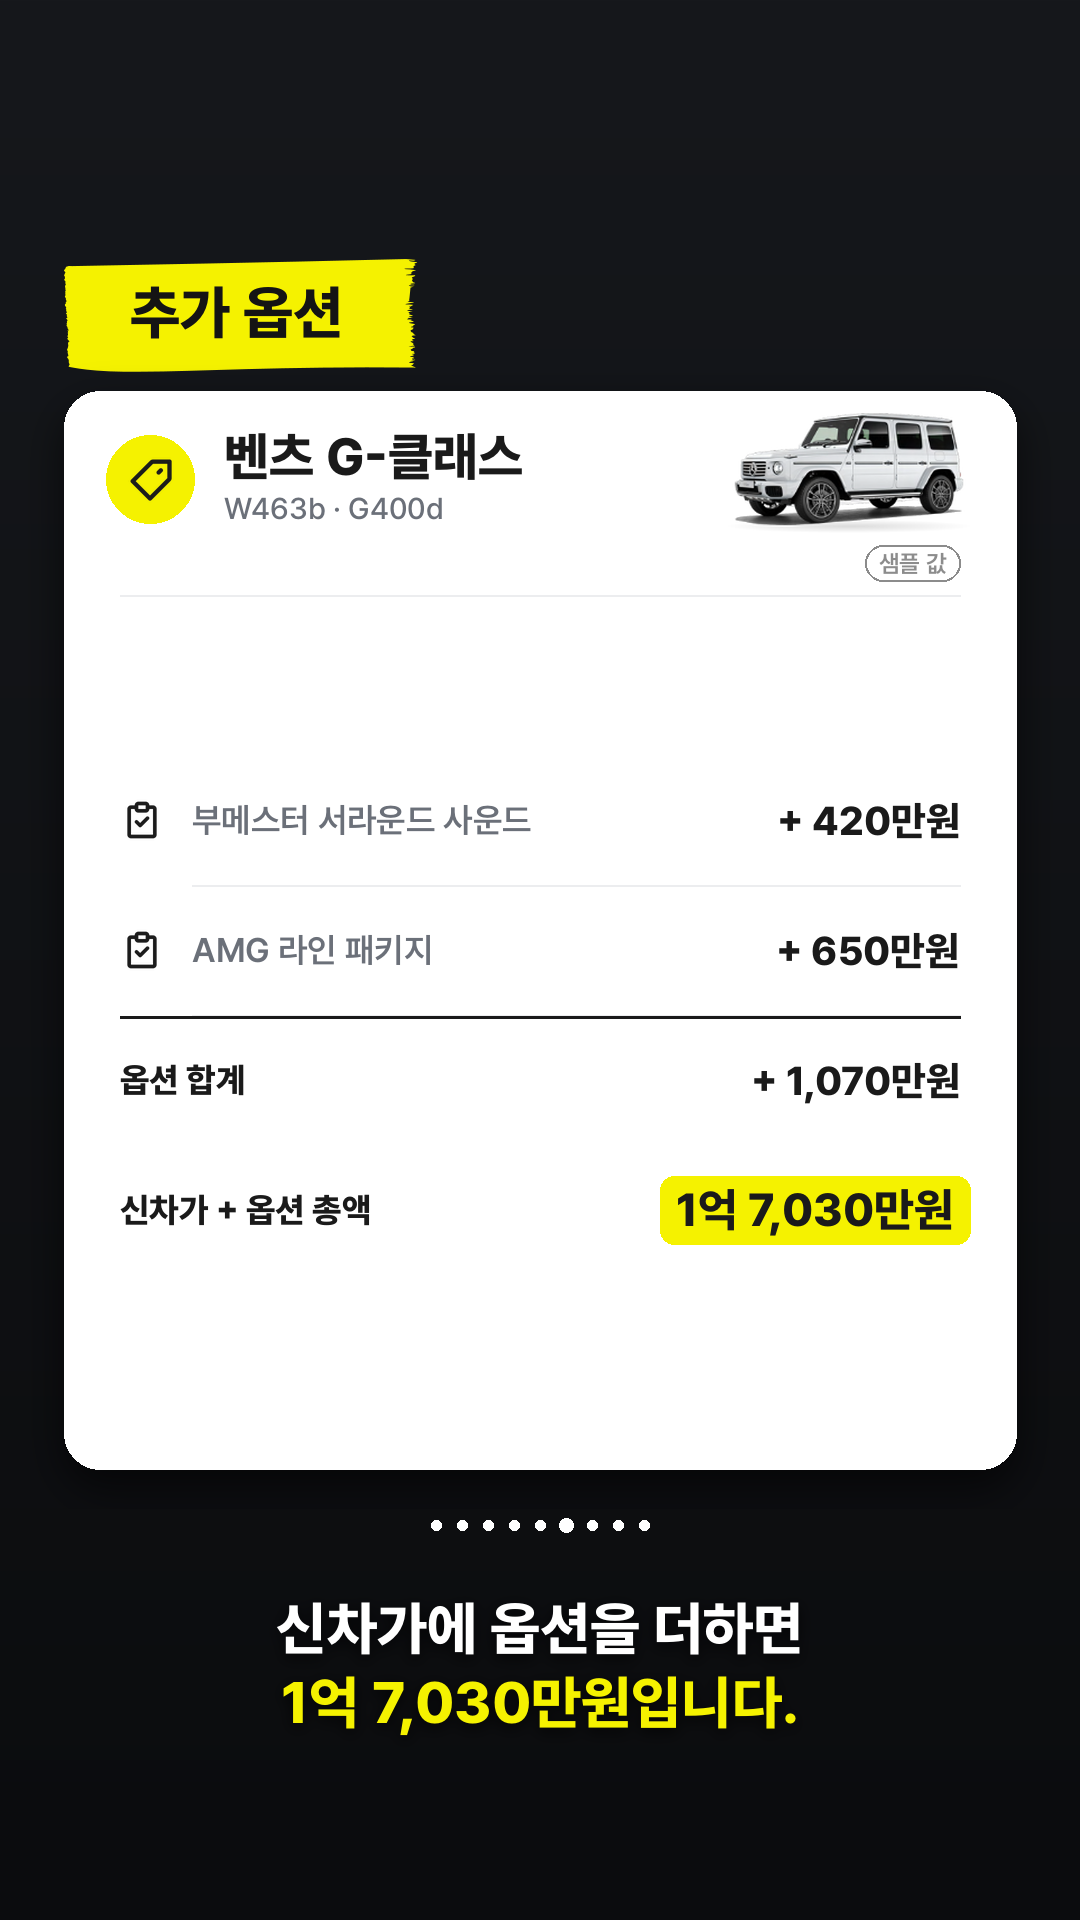 추가 옵션
벤츠 G-클래스
W463b · G400d
샘플 값
부메스터 서라운드 사운드 + 420만원
AMG 라인 패키지 + 650만원
옵션 합계 + 1,070만원
신차가 + 옵션 총액 1억 7,030만원
신차가에 옵션을 더하면
1억 7,030만원입니다.